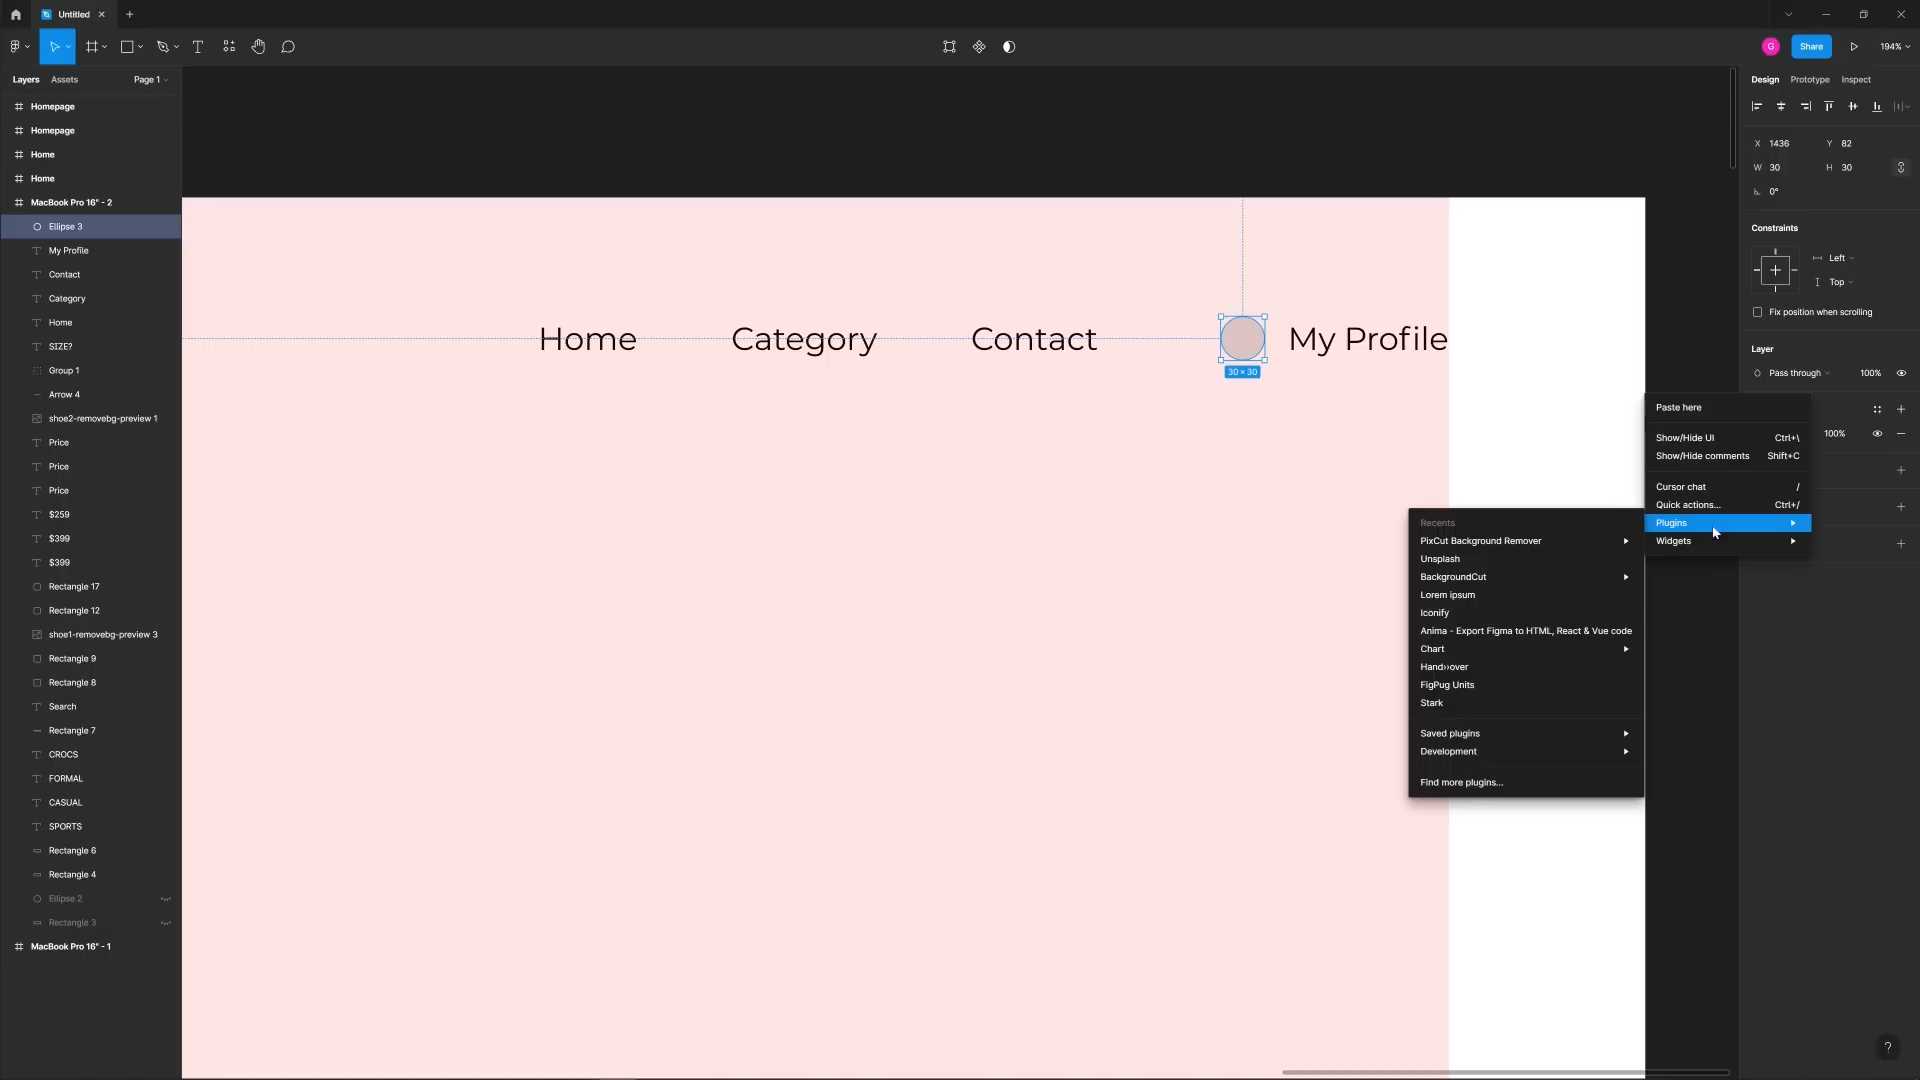 Untitled
G
Share
194%
Layers
Assets
Page 1
Homepage
Homepage
Home
Home
MacBook Pro 16" - 2
Ellipse 3
My Profile
Contact
Category
Home
SIZE?
Group 1
Arrow 4
shoe2-removebg-preview 1
Price
Price
Price
$259
$399
$399
Rectangle 17
Rectangle 12
shoe1-removebg-preview 3
Rectangle 9
Rectangle 8
Search
Rectangle 7
CROCS
FORMAL
CASUAL
SPORTS
Rectangle 6
Rectangle 4
Ellipse 2
Rectangle 3
MacBook Pro 16" - 1
Home
Category
Contact
My Profile
30 × 30
Paste here
Show/Hide UI Ctrl+\
Show/Hide comments Shift+C
Cursor chat /
Quick actions... Ctrl+/
Plugins
Widgets
Recents
PixCut Background Remover
Unsplash
BackgroundCut
Lorem ipsum
Iconify
Anima - Export Figma to HTML, React & Vue code
Chart
Hand››over
FigPug Units
Stark
Saved plugins
Development
Find more plugins...
Design
Prototype
Inspect
X 1436
Y 82
W 30
H 30
0°
Constraints
Left
Top
Fix position when scrolling
Layer
Pass through
100%
100%
?